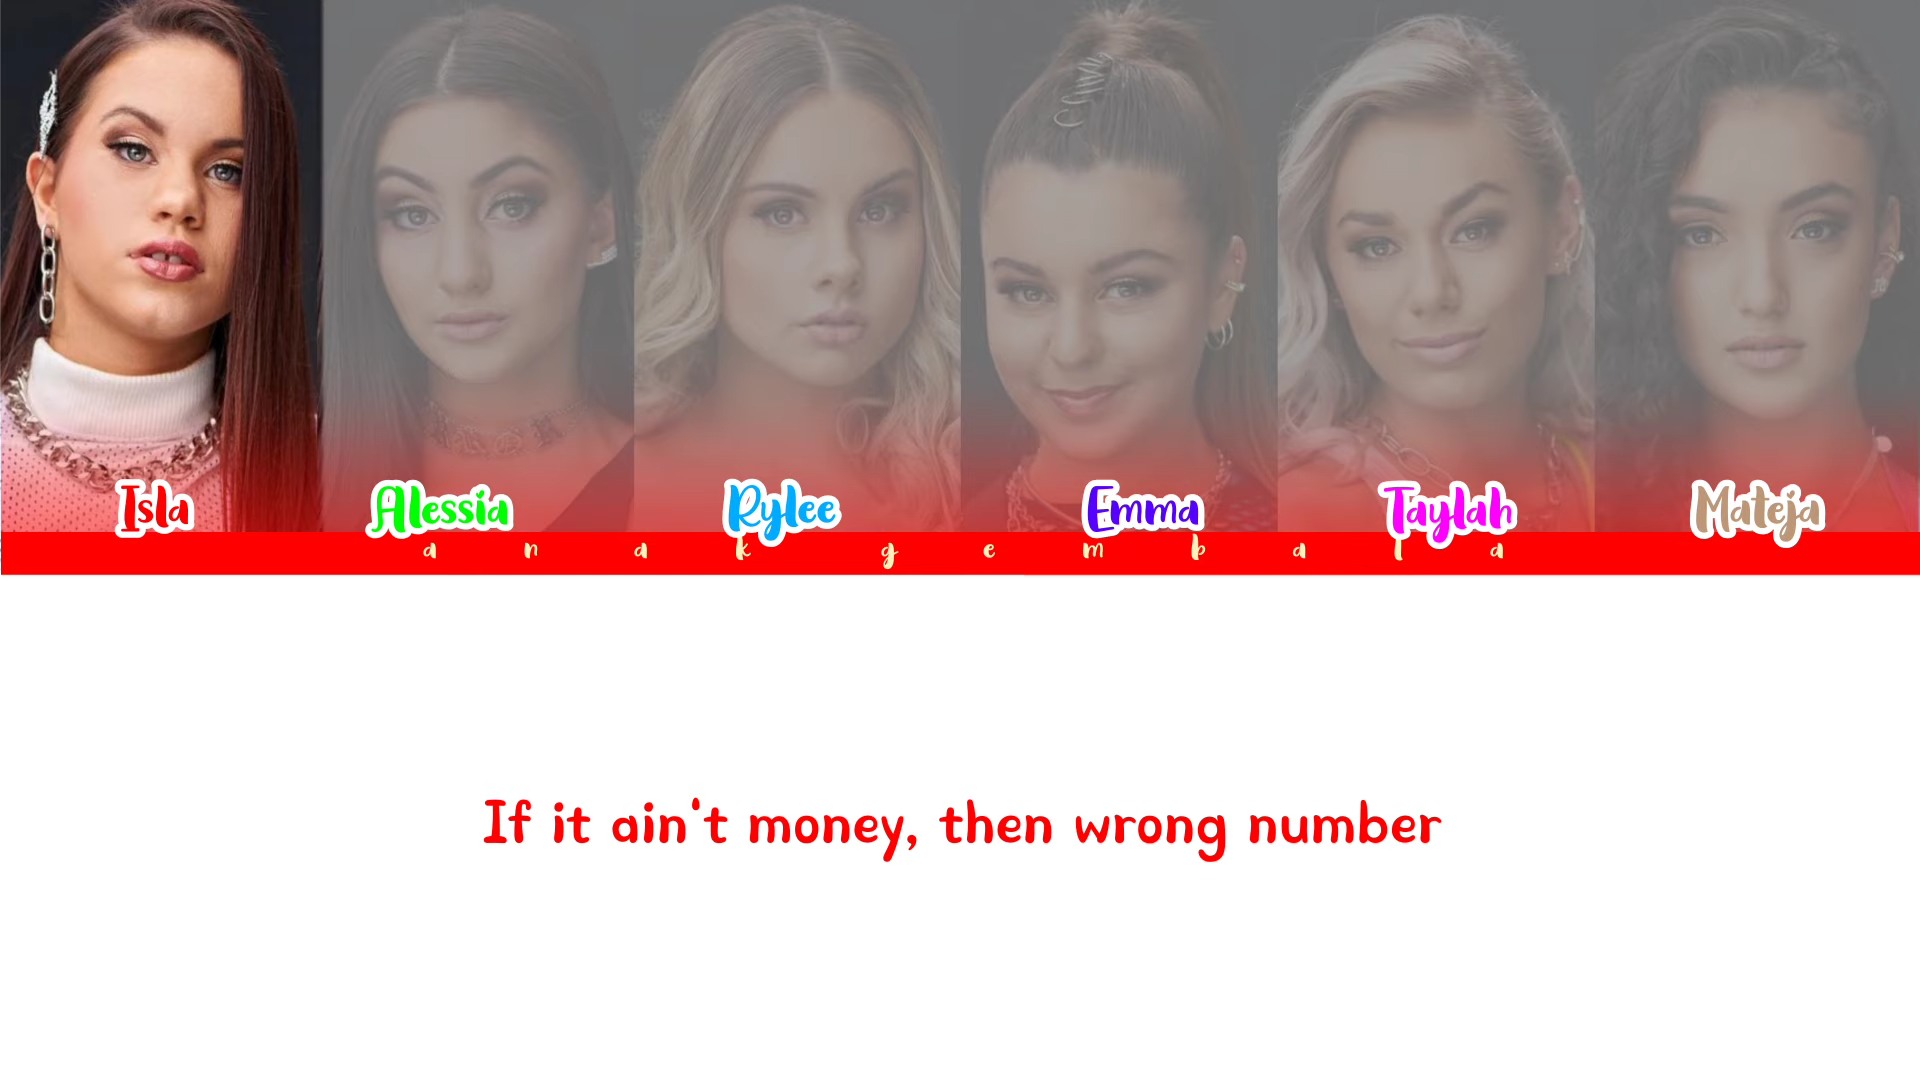 Isla Alessia Rylee Emma Taylah Mateja
a n a k g e m b a l a
If it ain't money, then wrong number